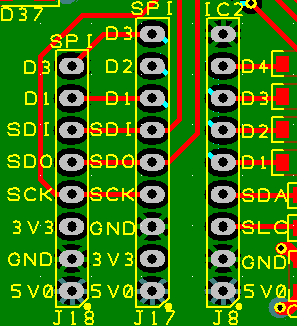 SPI IC2
D37
D3
SPI
D3 D2 D4
D1 D1 D3
SDI SDI D2
SDO SDO D1
SCK SCK SDA
3V3 GND SLC
GND 3V3 GND
5V0 5V0 5V0
J18 J17 J8